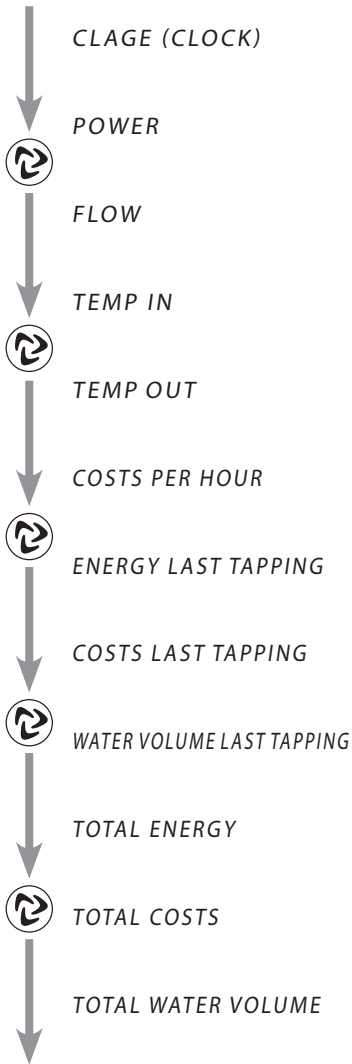 CLAGE (CLOCK)
POWER
FLOW
TEMP IN
TEMP OUT
COSTS PER HOUR
ENERGY LAST TAPPING
COSTS LAST TAPPING
WATER VOLUME LAST TAPPING
TOTAL ENERGY
TOTAL COSTS
TOTAL WATER VOLUME